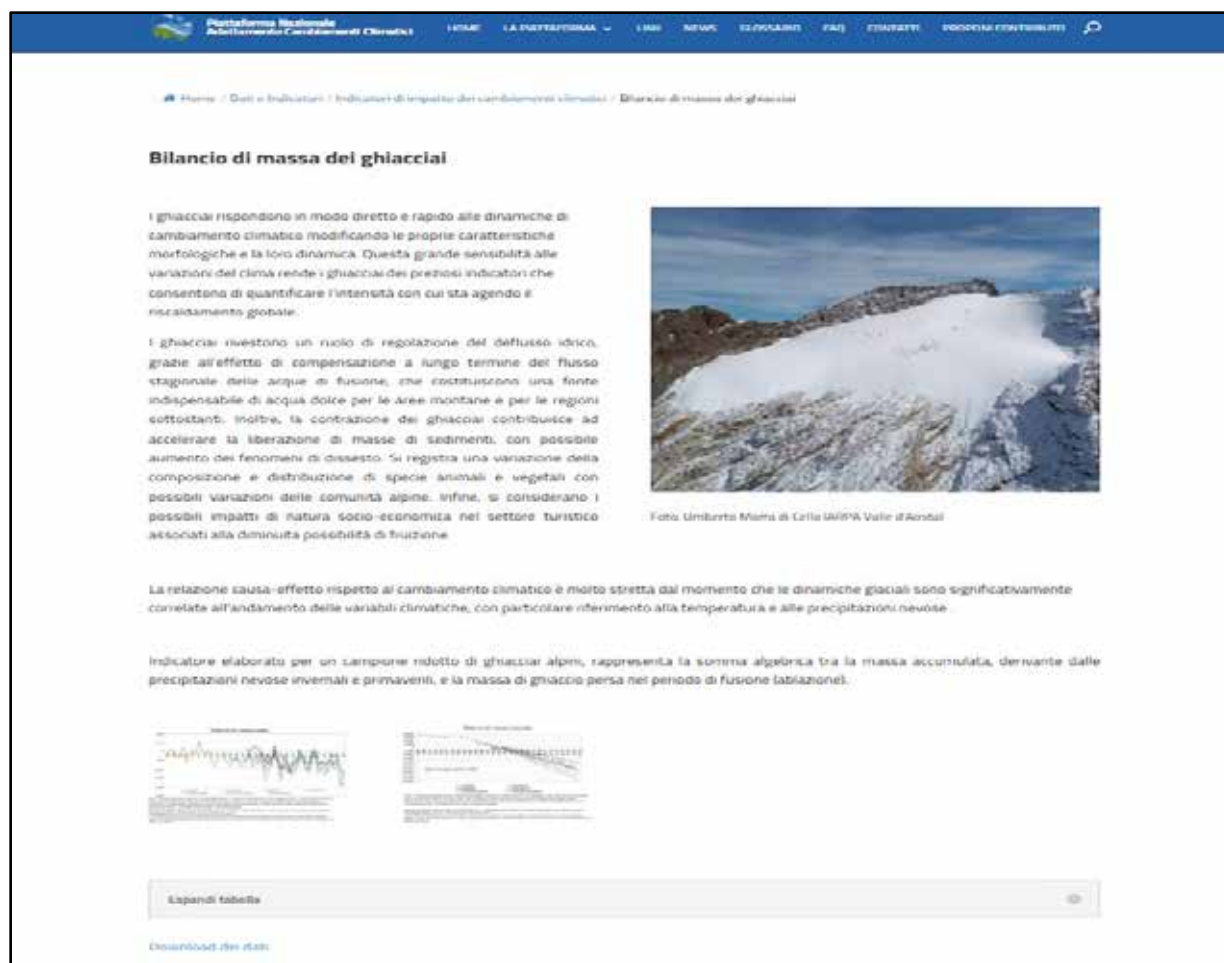 Piattaforma Nazionale
Adattamento Cambiamenti Climatici
HOME LA PIATTAFORMA LINK NEWS GLOSSARIO FAQ CONTATTI PROPONI CONTRIBUTO
Home / Dati e Indicatori / Indicatori di impatto dei cambiamenti climatici / Bilancio di massa dei ghiacciai
Bilancio di massa dei ghiacciai
I ghiacciai rispondono in modo diretto e rapido alle dinamiche di
cambiamento climatico modificando le proprie caratteristiche
morfologiche e la loro dinamica. Questa grande sensibilità alle
variazioni del clima rende i ghiacciai dei preziosi indicatori che
consentono di quantificare l'intensità con cui sta agendo il
riscaldamento globale.
I ghiacciai rivestono un ruolo di regolazione del deflusso idrico,
grazie all'effetto di compensazione a lungo termine del flusso
stagionale delle acque di fusione, che costituiscono una fonte
indispensabile di acqua dolce per le aree montane e per le regioni
sottostanti. Inoltre, la contrazione dei ghiacciai contribuisce ad
accelerare la liberazione di masse di sedimenti, con possibile
aumento dei fenomeni di dissesto. Si registra una variazione della
composizione e distribuzione di specie animali e vegetali con
possibili variazioni delle comunità alpine. Infine, si considerano i
possibili impatti di natura socio-economica nel settore turistico
associati alla diminuita possibilità di fruizione.
Foto: Umberto Morra di Cella (ARPA Valle d'Aosta)
La relazione causa-effetto rispetto al cambiamento climatico è molto stretta dal momento che le dinamiche glaciali sono significativamente
correlate all'andamento delle variabili climatiche, con particolare riferimento alla temperatura e alle precipitazioni nevose.
Indicatore elaborato per un campione ridotto di ghiacciai alpini, rappresenta la somma algebrica tra la massa accumulata, derivante dalle
precipitazioni nevose invernali e primaverili, e la massa di ghiaccio persa nel periodo di fusione (ablazione).
Espandi tabella
Download dei dati